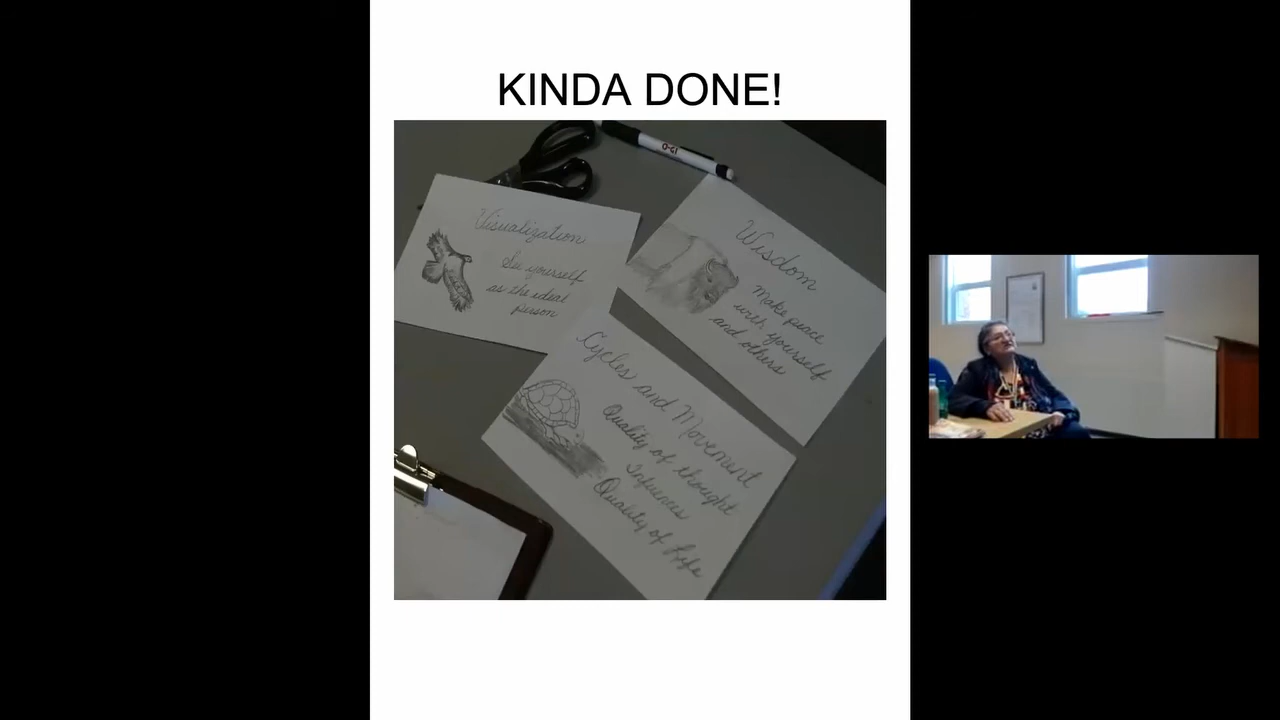 KINDA DONE!
Visualization
See yourself
as the ideal
person
Wisdom
Make peace
with yourself
and others
Cycles and Movement
Quality of thought
Influences
Quality of Life